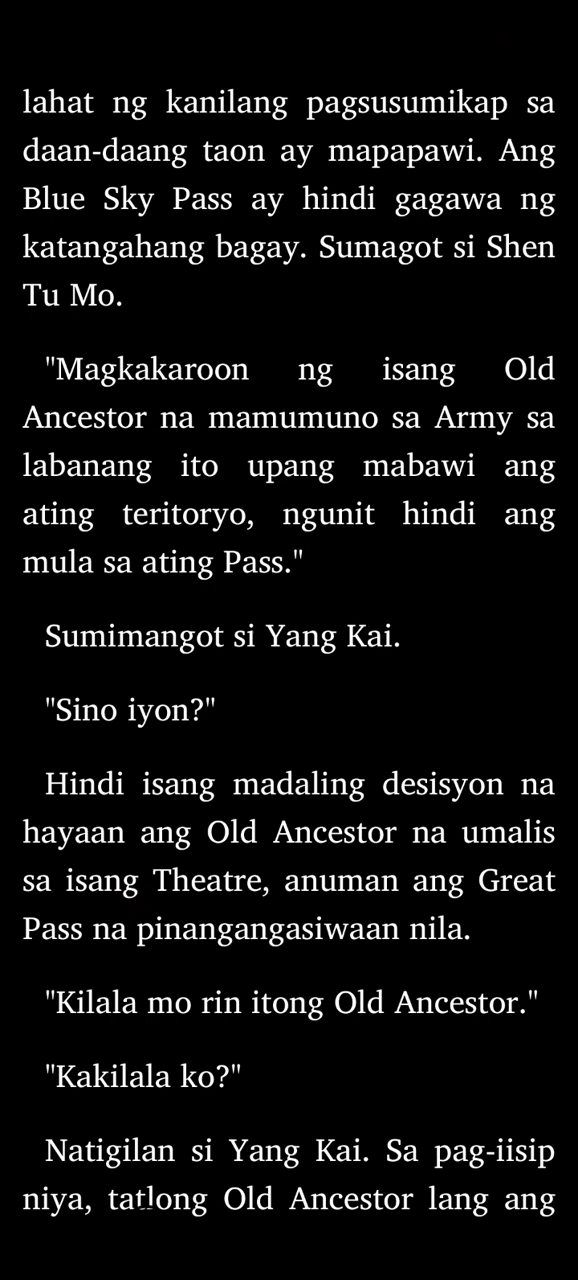 lahat ng kanilang pagsusumikap sa
daan-daang taon ay mapapawi. Ang
Blue Sky Pass ay hindi gagawa ng
katangahang bagay. Sumagot si Shen
Tu Mo.
"Magkakaroon ng isang Old
Ancestor na mamumuno sa Army sa
labanang ito upang mabawi ang
ating teritoryo, ngunit hindi ang
mula sa ating Pass."
Sumimangot si Yang Kai.
"Sino iyon?"
Hindi isang madaling desisyon na
hayaan ang Old Ancestor na umalis
sa isang Theatre, anuman ang Great
Pass na pinangangasiwaan nila.
"Kilala mo rin itong Old Ancestor."
"Kakilala ko?"
Natigilan si Yang Kai. Sa pag-iisip
niya, tatlong Old Ancestor lang ang